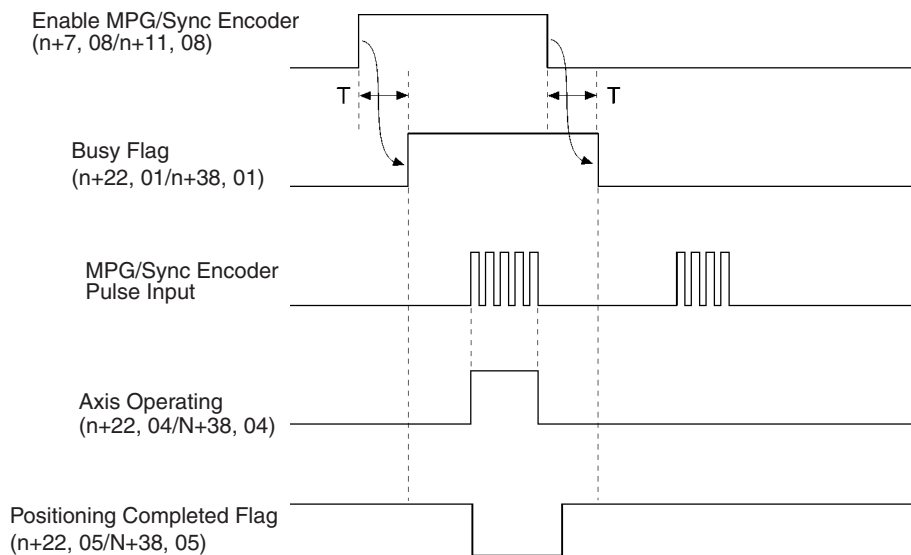 Enable MPG/Sync Encoder
(n+7, 08/n+11, 08)
T
T
Busy Flag
(n+22, 01/n+38, 01)
MPG/Sync Encoder
Pulse Input
Axis Operating
(n+22, 04/N+38, 04)
Positioning Completed Flag
(n+22, 05/N+38, 05)